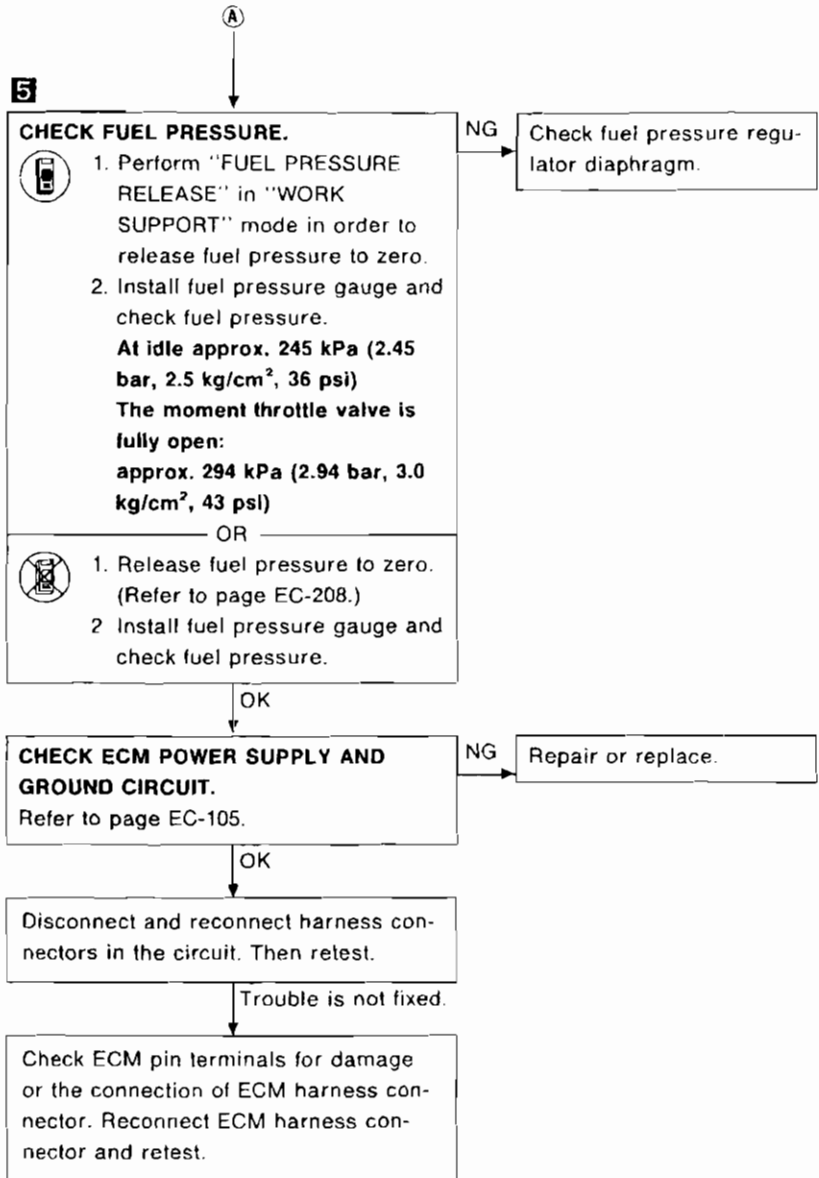 A
5
CHECK FUEL PRESSURE.
1. Perform "FUEL PRESSURE
RELEASE" in "WORK
SUPPORT" mode in order to
release fuel pressure to zero.
2. Install fuel pressure gauge and
check fuel pressure.
At idle approx. 245 kPa (2.45
bar, 2.5 kg/cm², 36 psi)
The moment throttle valve is
fully open:
approx. 294 kPa (2.94 bar, 3.0
kg/cm², 43 psi)
OR
1. Release fuel pressure to zero.
(Refer to page EC-208.)
2 Install fuel pressure gauge and
check fuel pressure.
NG
Check fuel pressure regu-
lator diaphragm.
OK
CHECK ECM POWER SUPPLY AND
GROUND CIRCUIT.
Refer to page EC-105.
NG
Repair or replace.
OK
Disconnect and reconnect harness con-
nectors in the circuit. Then retest.
Trouble is not fixed.
Check ECM pin terminals for damage
or the connection of ECM harness con-
nector. Reconnect ECM harness con-
nector and retest.